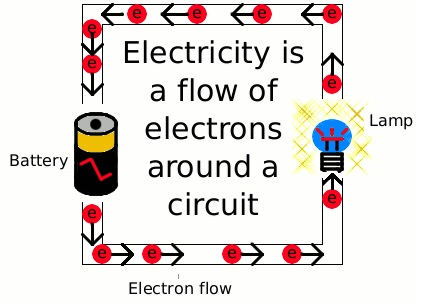 e e e e
e
e
Electricity is
a flow of
electrons
around a
circuit
e
Lamp
Battery
e
e
e e e e
Electron flow